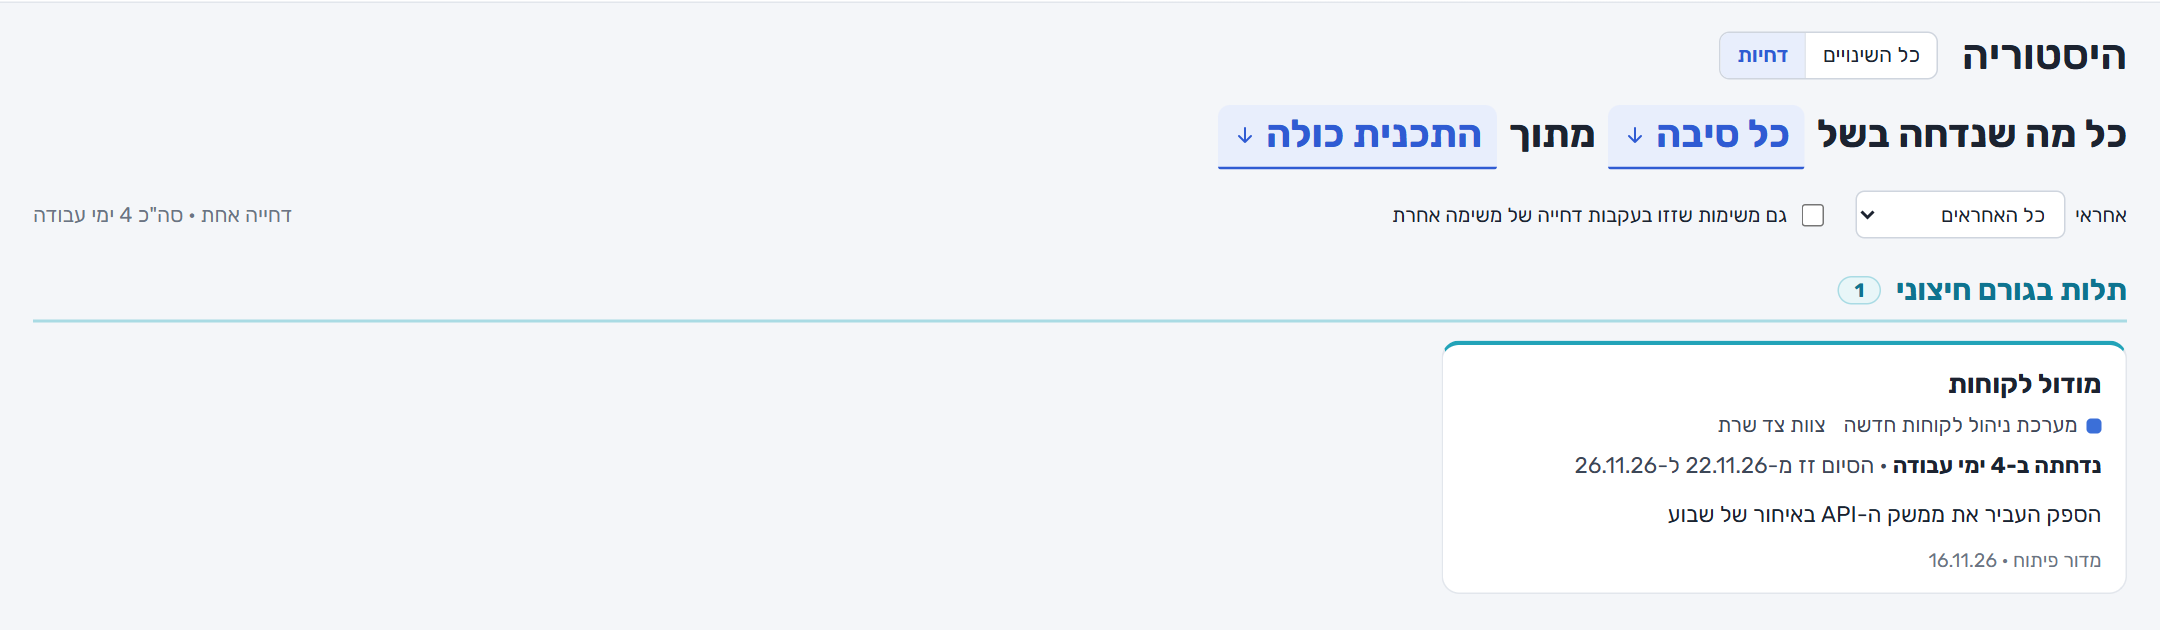 היסטוריה כל השינויים דחיות
כל מה שנדחה בשל כל סיבה ↓ מתוך התכנית כולה ↓
אחראי כל האחראים גם משימות שזזו בעקבות דחייה של משימה אחרת דחייה אחת • סה"כ 4 ימי עבודה
תלות בגורם חיצוני 1
מודול לקוחות
מערכת ניהול לקוחות חדשה צוות צד שרת
נדחתה ב-4 ימי עבודה • הסיום זז מ-22.11.26 ל-26.11.26
הספק העביר את ממשק ה-API באיחור של שבוע
מדור פיתוח • 16.11.26